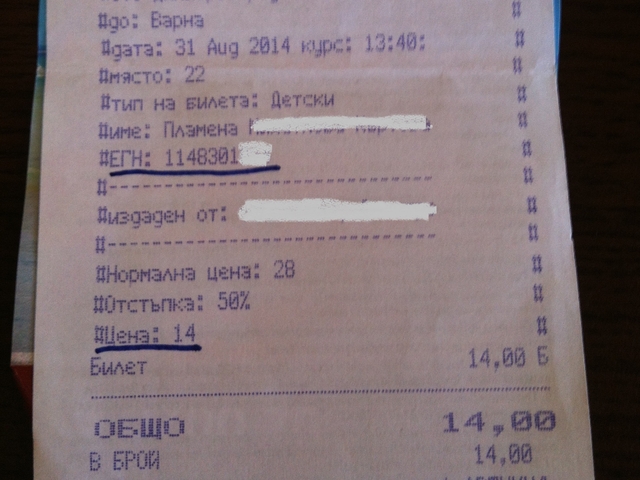 #до: Варна #
#дата: 31 Aug 2014 курс: 13:40: #
#място: 22 #
#тип на билета: Детски #
#име: Пламена #
#ЕГН: 1148301 #
#-------------------------------- #
#издаден от: #
#-------------------------------- #
#Нормална цена: 28 #
#Отстъпка: 50% #
#Цена: 14 #
Билет 14,00 Б
ОБЩО 14,00
В БРОЙ 14,00